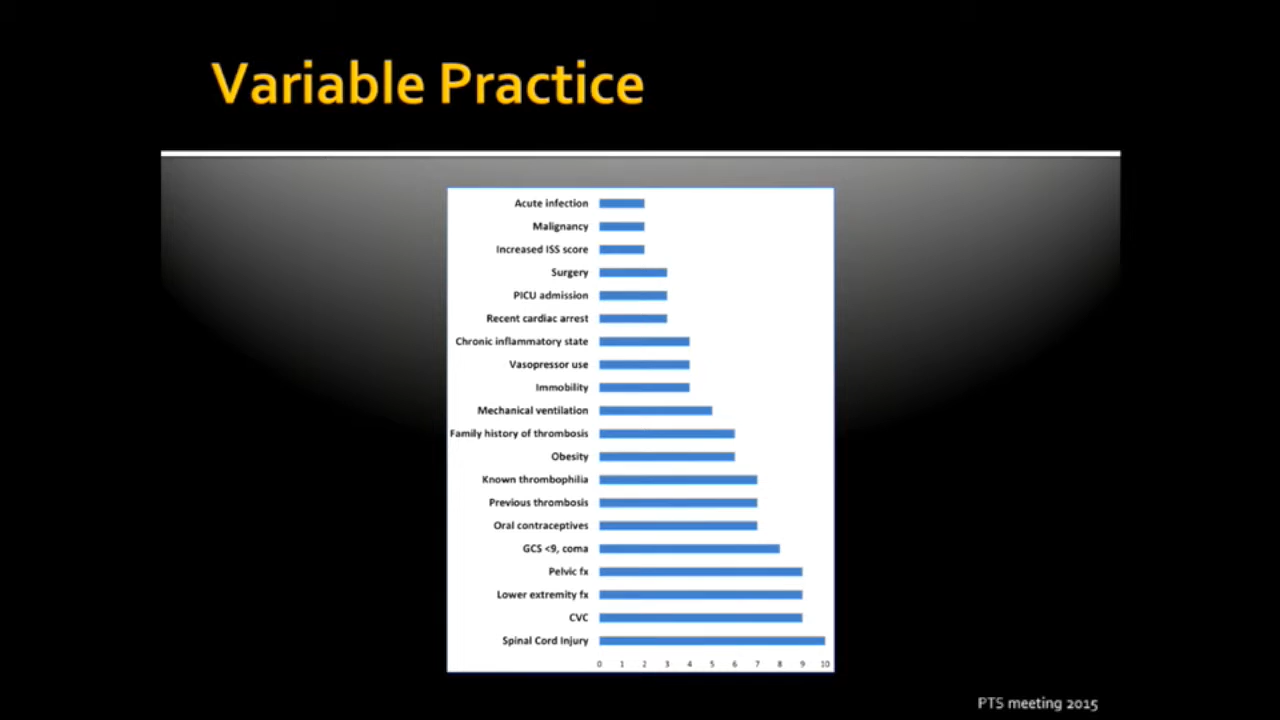 Variable Practice
Acute infection
Malignancy
Increased ISS score
Surgery
PICU admission
Recent cardiac arrest
Chronic inflammatory state
Vasopressor use
Immobility
Mechanical ventilation
Family history of thrombosis
Obesity
Known thrombophilia
Previous thrombosis
Oral contraceptives
GCS <9, coma
Pelvic fx
Lower extremity fx
CVC
Spinal Cord Injury
0 1 2 3 4 5 6 7 8 9 10
PTS meeting 2015